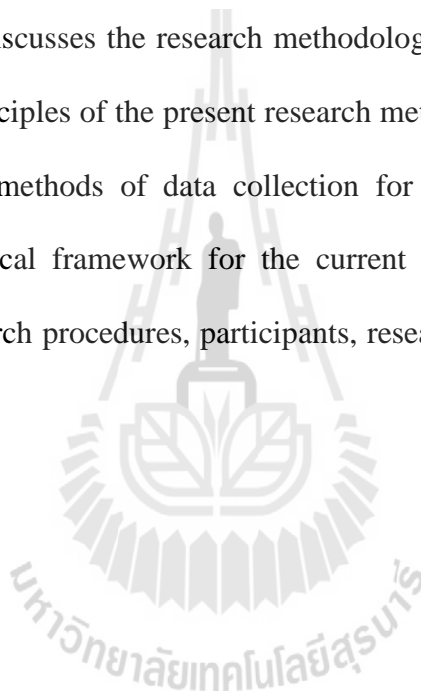 iscusses the research methodolog
ciples of the present research met
methods of data collection for
cal framework for the current
rch procedures, participants, resea
มหาวิทยาลัยเทคโนโลยีสุรนารี